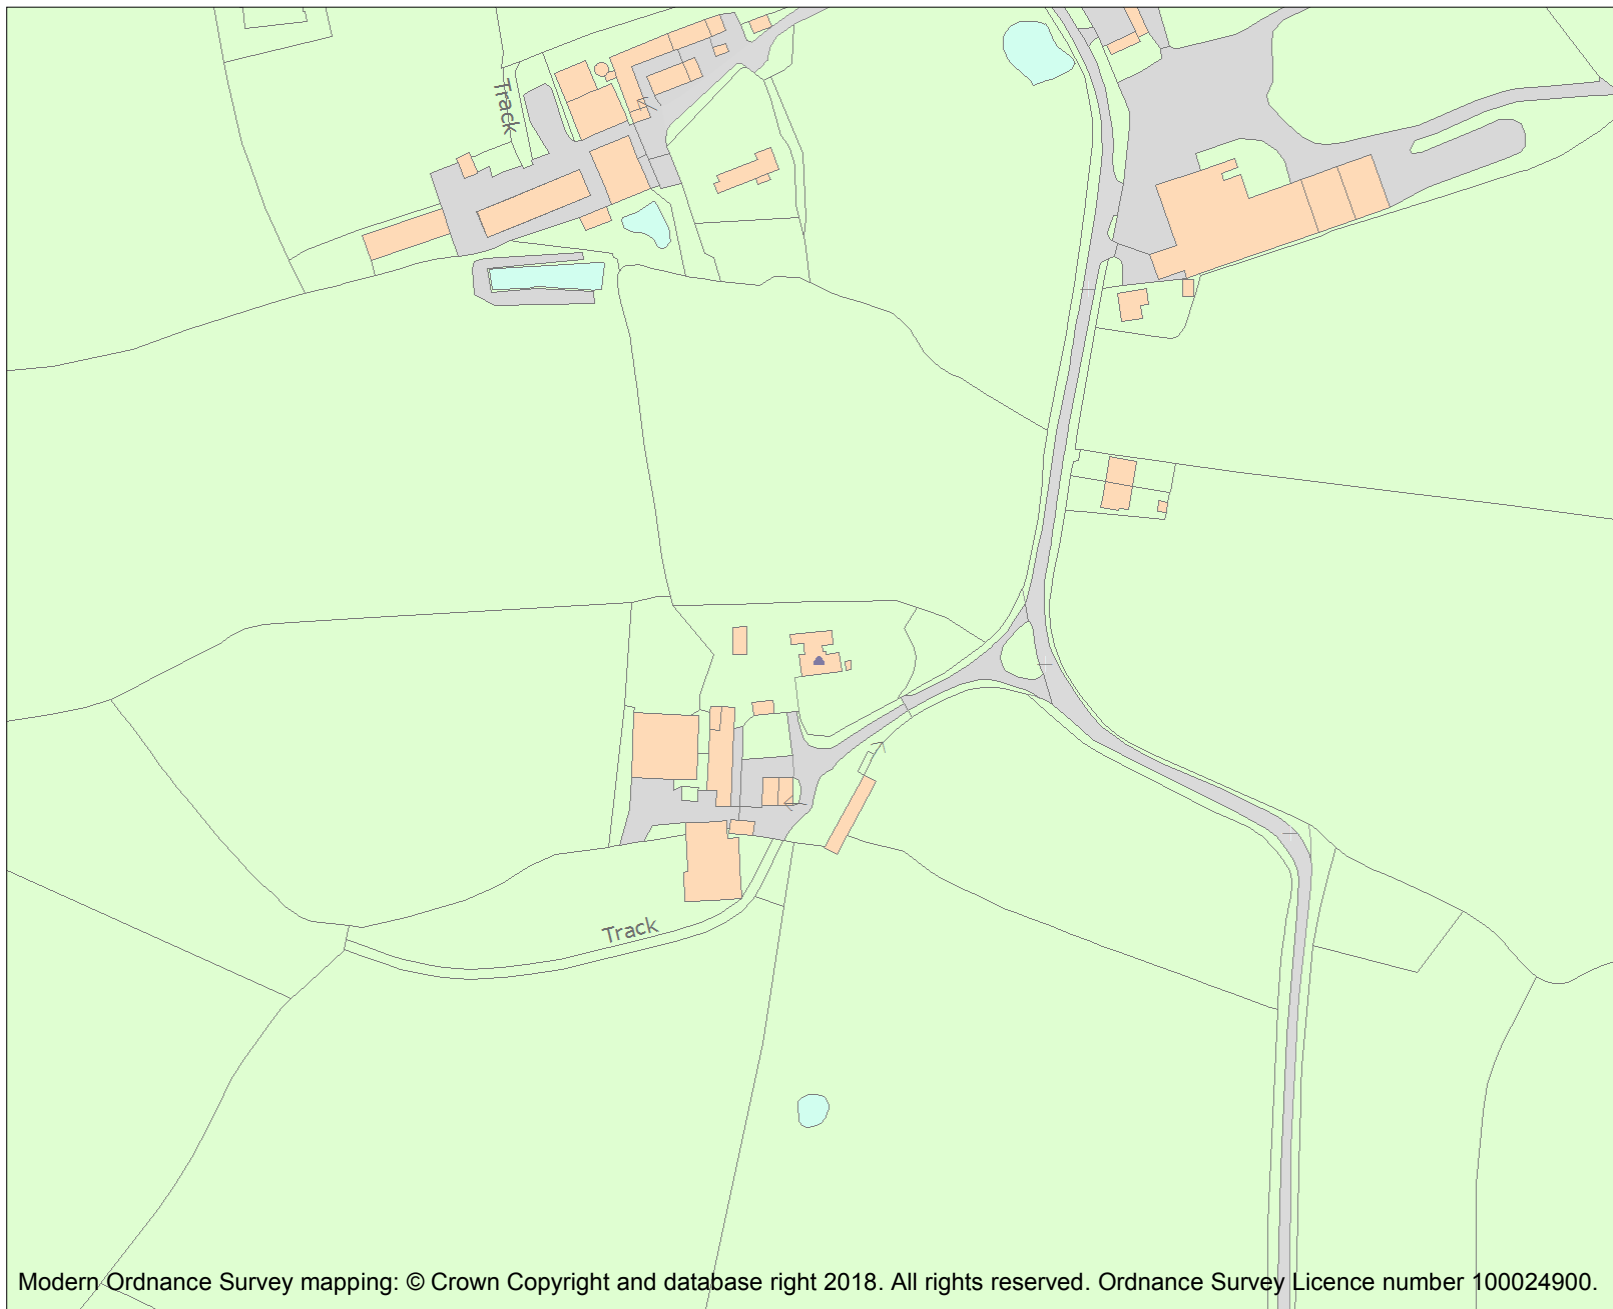 Track
Track
Modern Ordnance Survey mapping: © Crown Copyright and database right 2018. All rights reserved. Ordnance Survey Licence number 100024900.